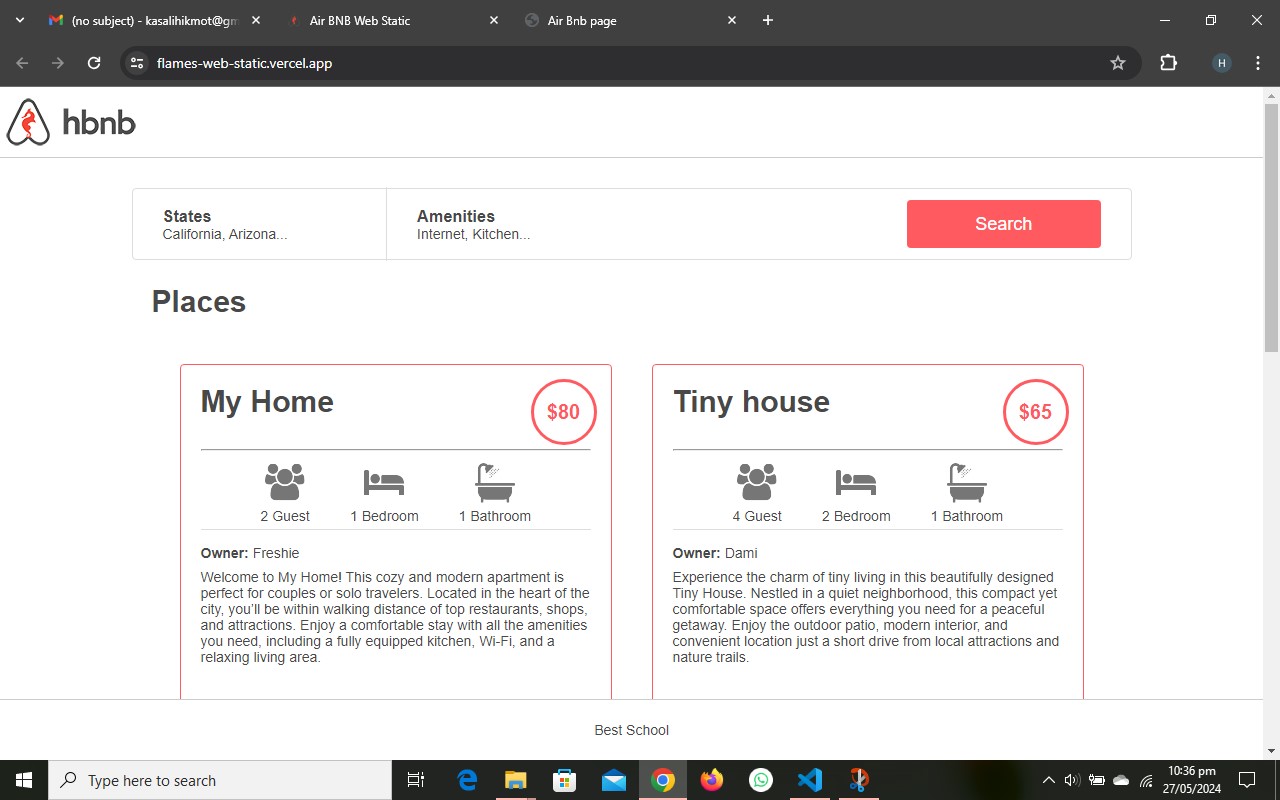 (no subject) - kasalihikmot@gm
Air BNB Web Static
Air Bnb page
flames-web-static.vercel.app
H
hbnb
States
California, Arizona...
Amenities
Internet, Kitchen...
Search
Places
My Home
$80
2 Guest
1 Bedroom
1 Bathroom
Owner: Freshie
Welcome to My Home! This cozy and modern apartment is
perfect for couples or solo travelers. Located in the heart of the
city, you'll be within walking distance of top restaurants, shops,
and attractions. Enjoy a comfortable stay with all the amenities
you need, including a fully equipped kitchen, Wi-Fi, and a
relaxing living area.
Tiny house
$65
4 Guest
2 Bedroom
1 Bathroom
Owner: Dami
Experience the charm of tiny living in this beautifully designed
Tiny House. Nestled in a quiet neighborhood, this compact yet
comfortable space offers everything you need for a peaceful
getaway. Enjoy the outdoor patio, modern interior, and
convenient location just a short drive from local attractions and
nature trails.
Best School
Type here to search
10:36 pm
27/05/2024